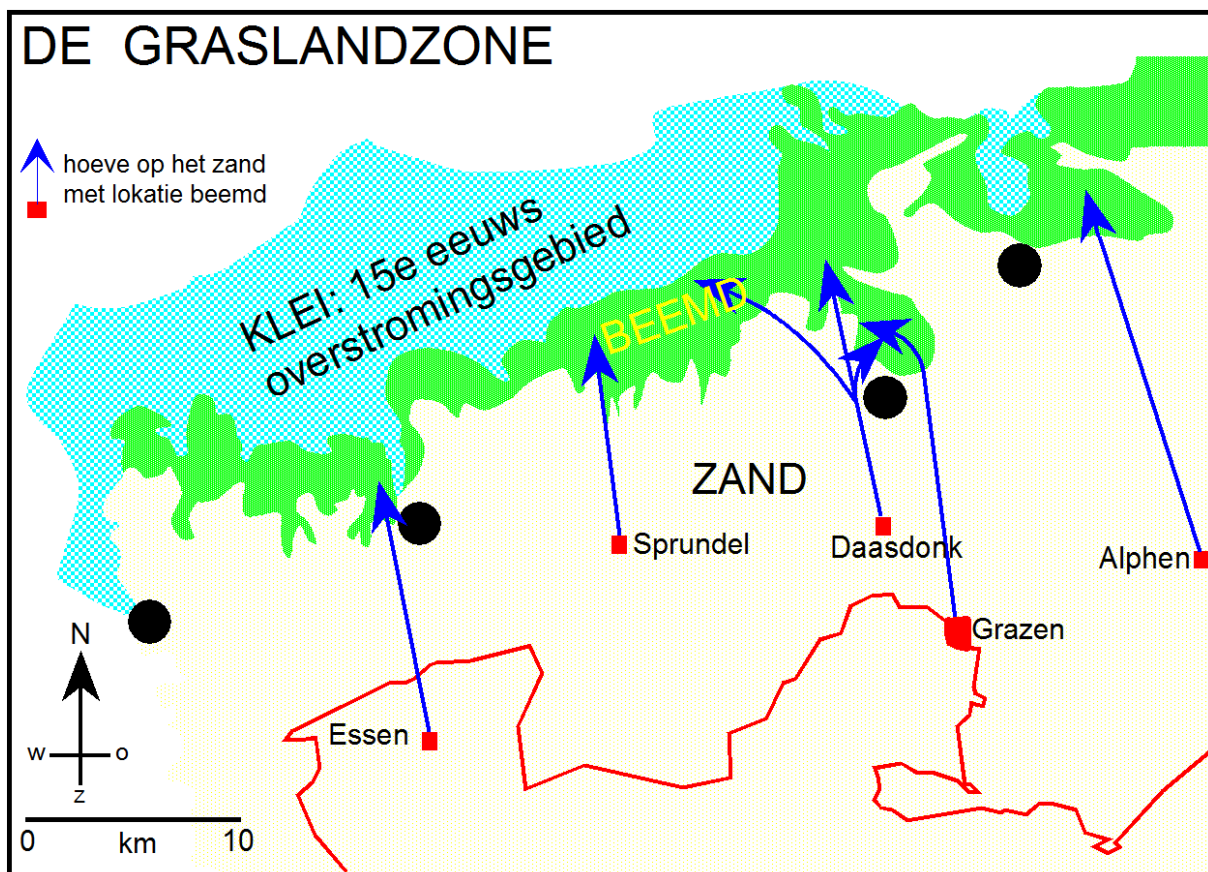 DE GRASLANDZONE
hoeve op het zand
met lokatie beemd
KLEI: 15e eeuws
overstromingsgebied
BEEMD
ZAND
Sprundel
Daasdonk
Alphen
Grazen
Essen
N
w o
z
0 km 10